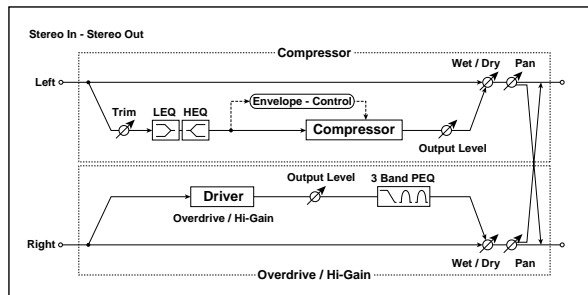 Stereo In - Stereo Out
Compressor
Wet / Dry Pan
Left
Trim LEQ HEQ
Envelope - Control
Compressor
Output Level
Output Level 3 Band PEQ
Driver
Overdrive / Hi-Gain
Right
Wet / Dry Pan
Overdrive / Hi-Gain